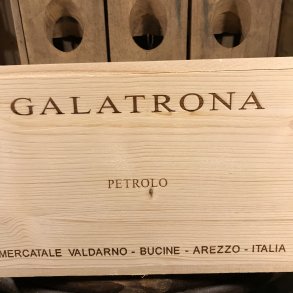 GALATRONA
PETROLO
MERCATALE VALDARNO - BUCINE - AREZZO - ITALIA